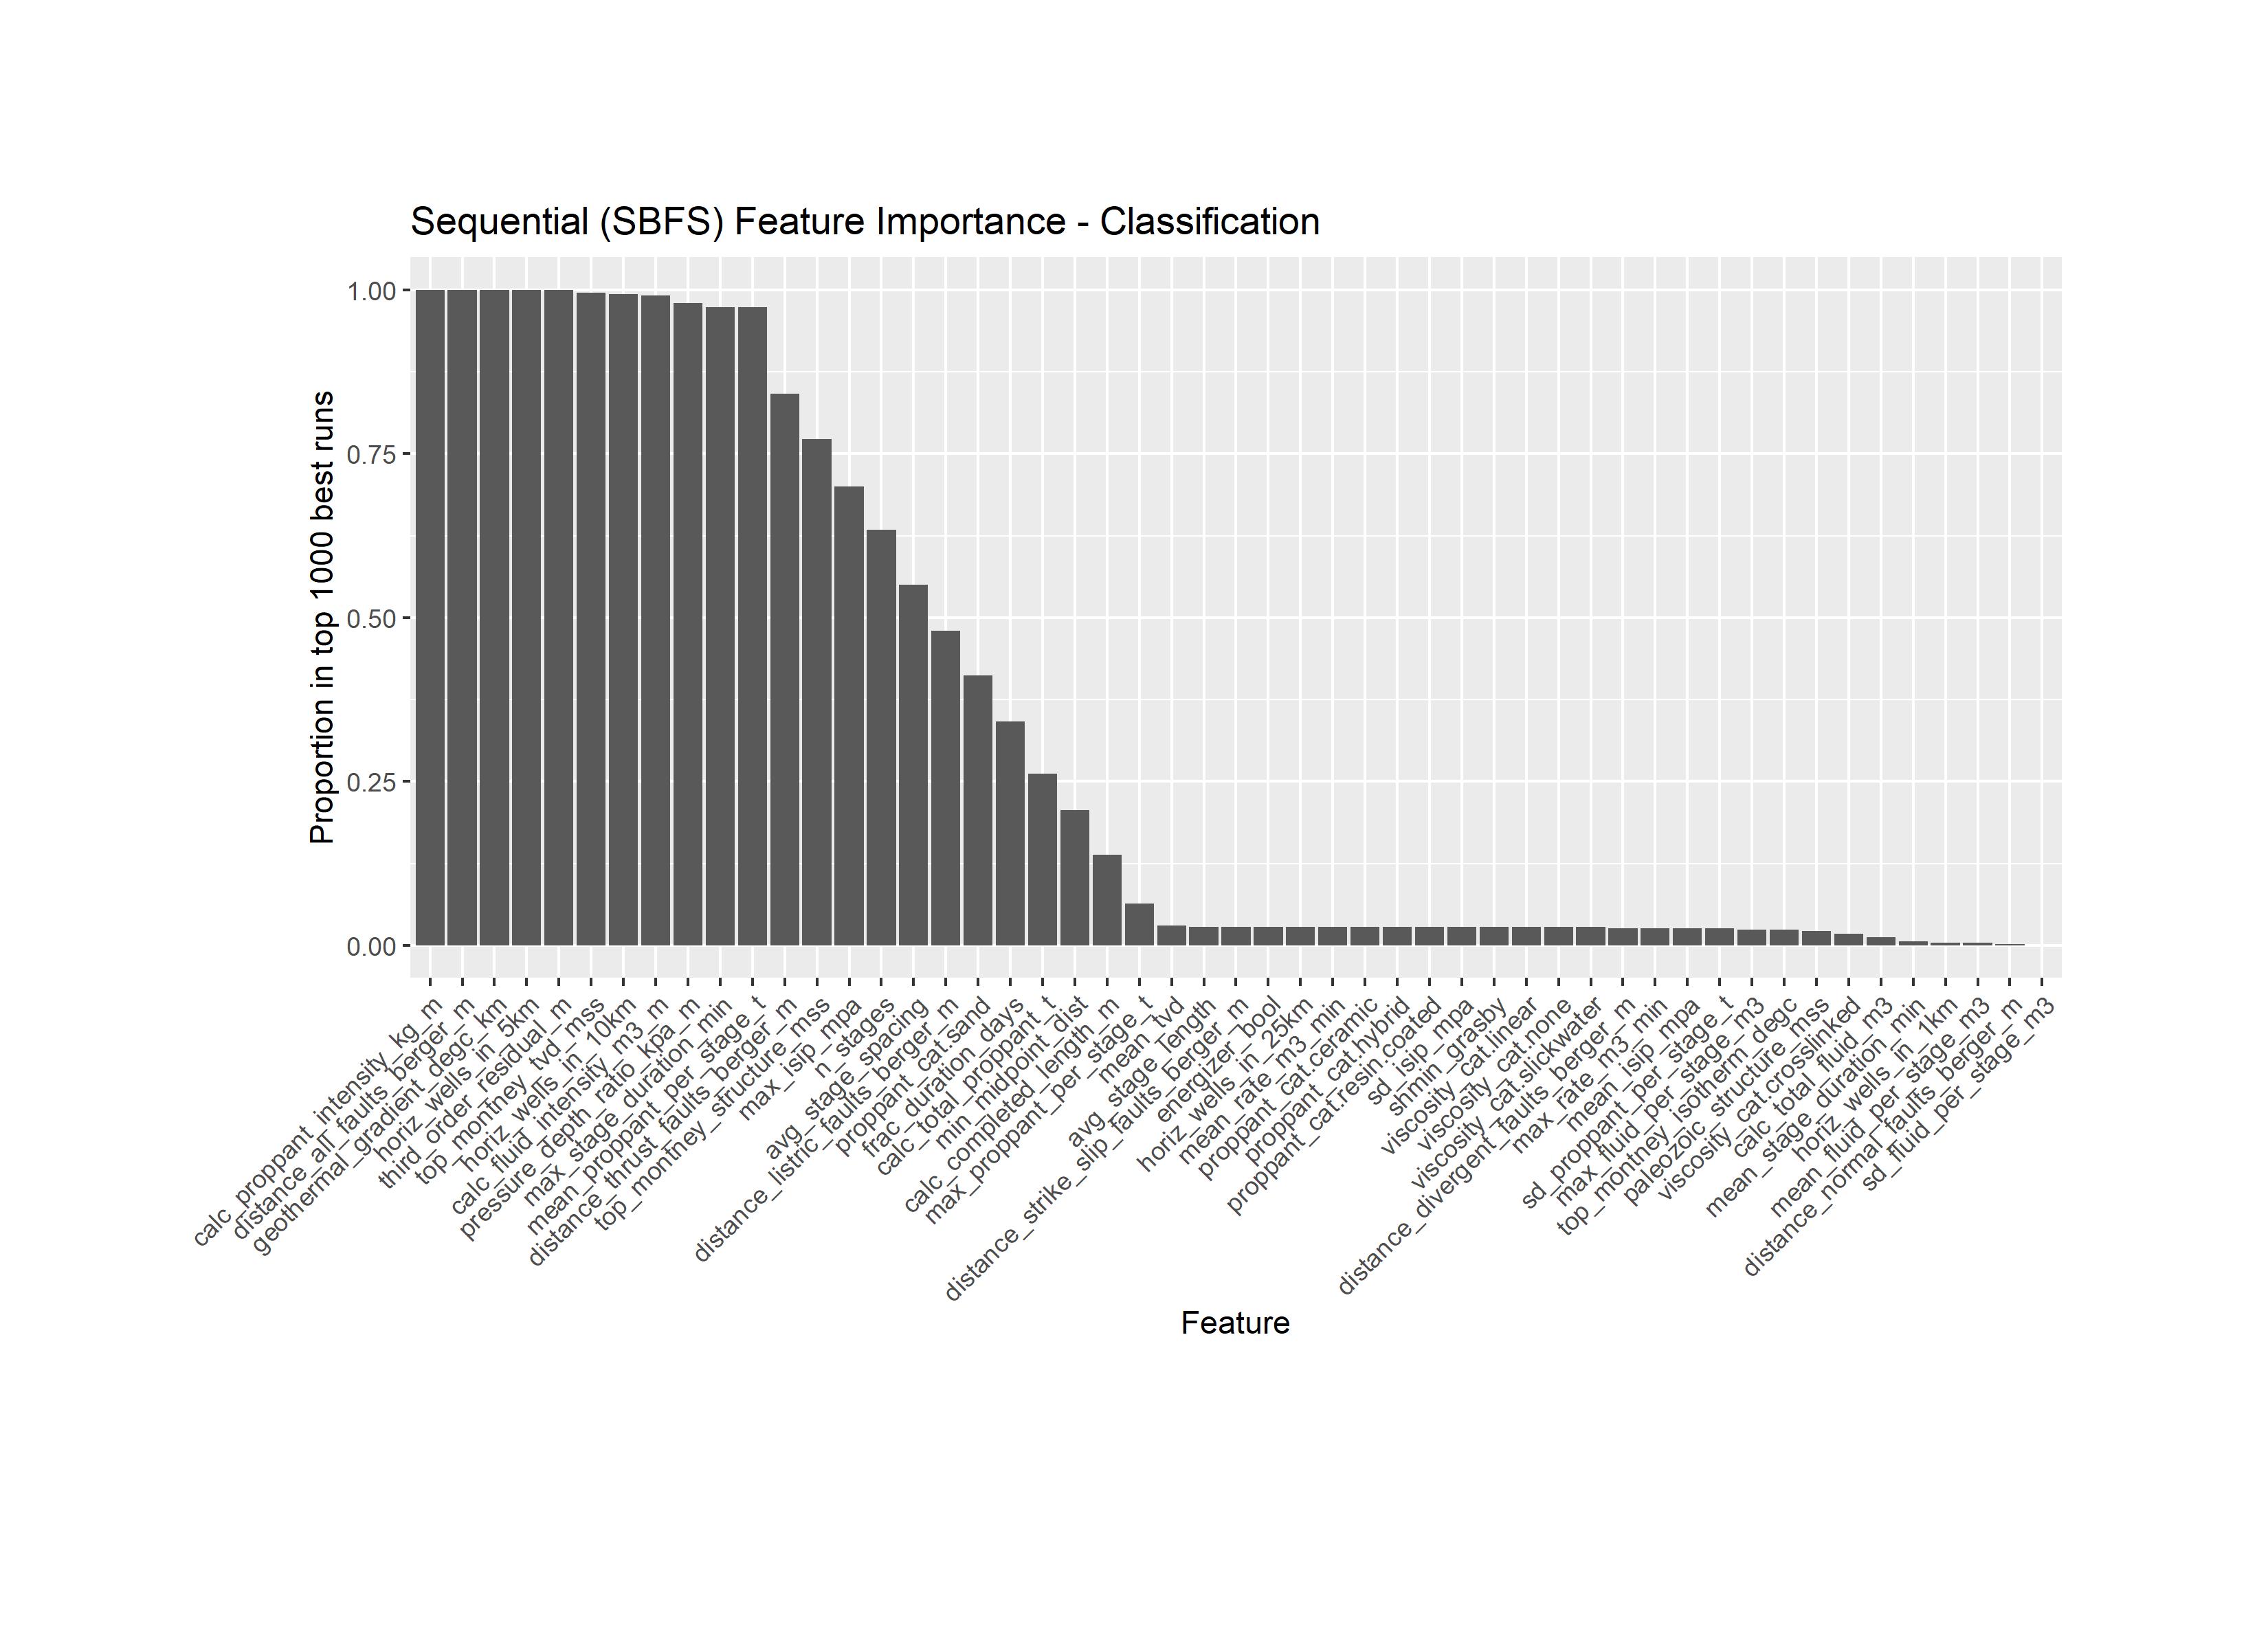 Sequential (SBFS) Feature Importance - Classification
Proportion in top 1000 best runs
1.00
0.75
0.50
0.25
0.00
calc_proppant_intensity_kg_m
distance_all_faults_berger_m
geothermal_gradient_degc_km
horiz_wells_in_5km
third_order_residual_m
top_montney_tvd_mss
horiz_wells_in_10km
calc_fluid_intensity_m3_m
pressure_depth_ratio_kpa_m
max_stage_duration_min
mean_proppant_per_stage_t
distance_thrust_faults_berger_m
top_montney_structure_mss
max_isip_mpa
n_stages
avg_stage_spacing
distance_listric_faults_berger_m
proppant_cat.sand
frac_duration_days
calc_total_proppant_t
min_midpoint_dist
calc_completed_length_m
max_proppant_per_stage_t
mean_tvd
avg_stage_length
distance_strike_slip_faults_berger_m
energizer_bool
horiz_wells_in_25km
mean_rate_m3_min
proppant_cat.ceramic
proppant_cat.hybrid
proppant_cat.resin.coated
sd_isip_mpa
shmin_grasby
viscosity_cat.linear
viscosity_cat.none
viscosity_cat.slickwater
distance_divergent_faults_berger_m
max_rate_m3_min
mean_isip_mpa
sd_proppant_per_stage_t
max_fluid_per_stage_m3
top_montney_isotherm_degc
paleozoic_structure_mss
viscosity_cat.crosslinked
calc_total_fluid_m3
mean_stage_duration_min
horiz_wells_in_1km
mean_fluid_per_stage_m3
distance_normal_faults_berger_m
sd_fluid_per_stage_m3
Feature